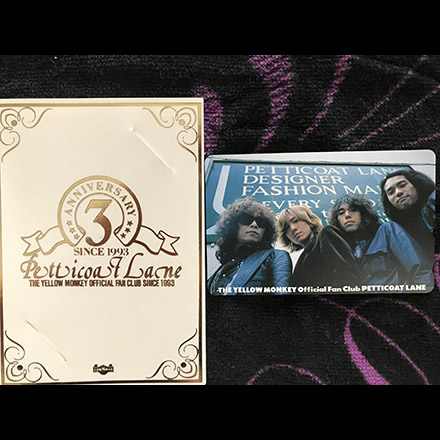 ANNIVERSARY
3
SINCE 1993
Petticoat Lane
THE YELLOW MONKEY OFFICIAL FAN CLUB SINCE 1993
PETTICOAT LANE
DESIGNER
FASHION MA
EVERY
THE YELLOW MONKEY Official Fan Club PETTICOAT LANE